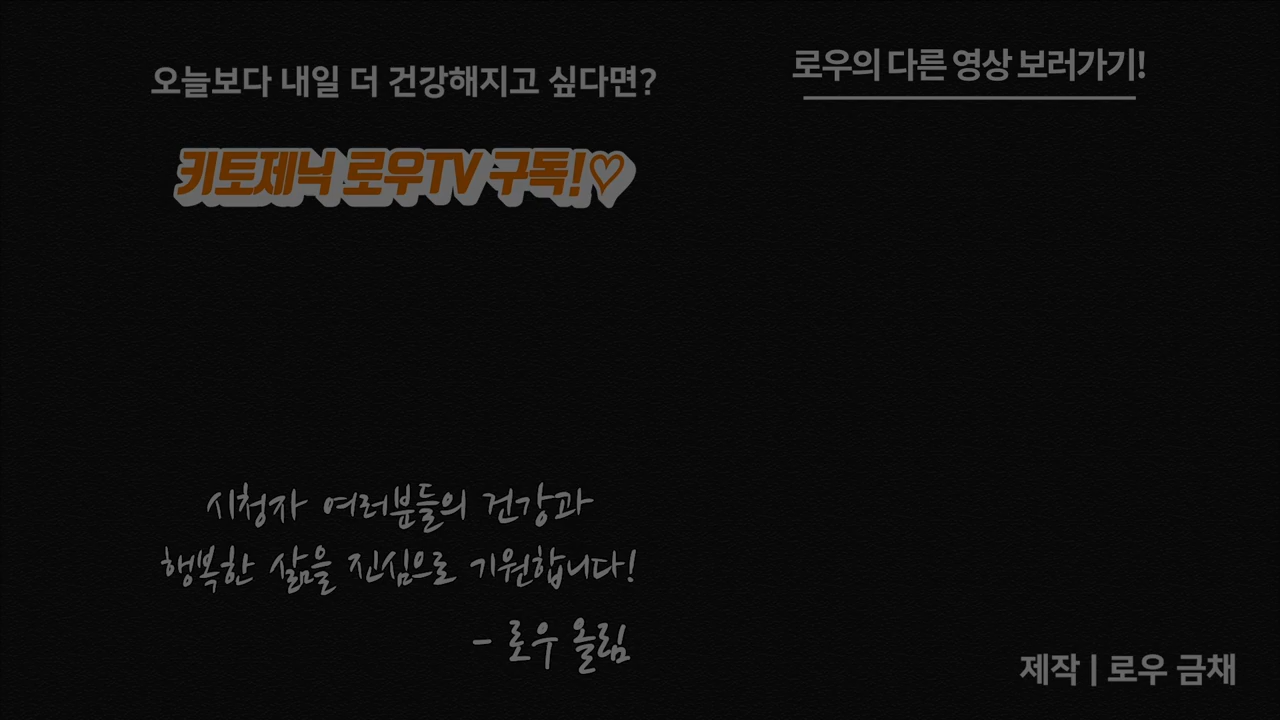 오늘보다 내일 더 건강해지고 싶다면?
키토제닉 로우TV 구독!♡
로우의 다른 영상 보러가기!
시청자 여러분들의 건강과
행복한 삶을 진심으로 기원합니다!
- 로우 올림
제작 | 로우 금채